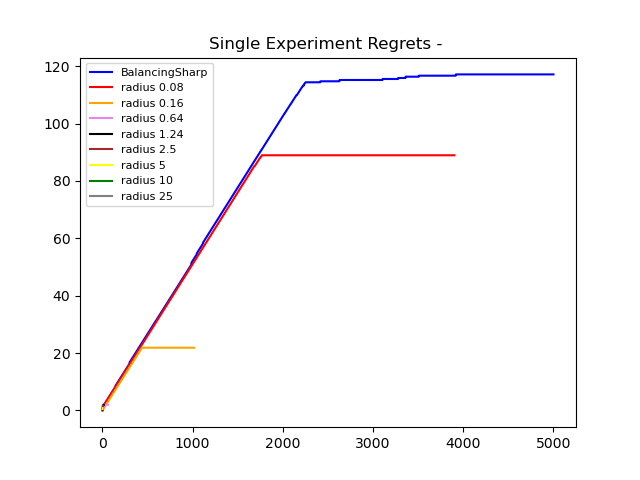 Single Experiment Regrets -
BalancingSharp
radius 0.08
radius 0.16
radius 0.64
radius 1.24
radius 2.5
radius 5
radius 10
radius 25
120
100
80
60
40
20
0
0 1000 2000 3000 4000 5000